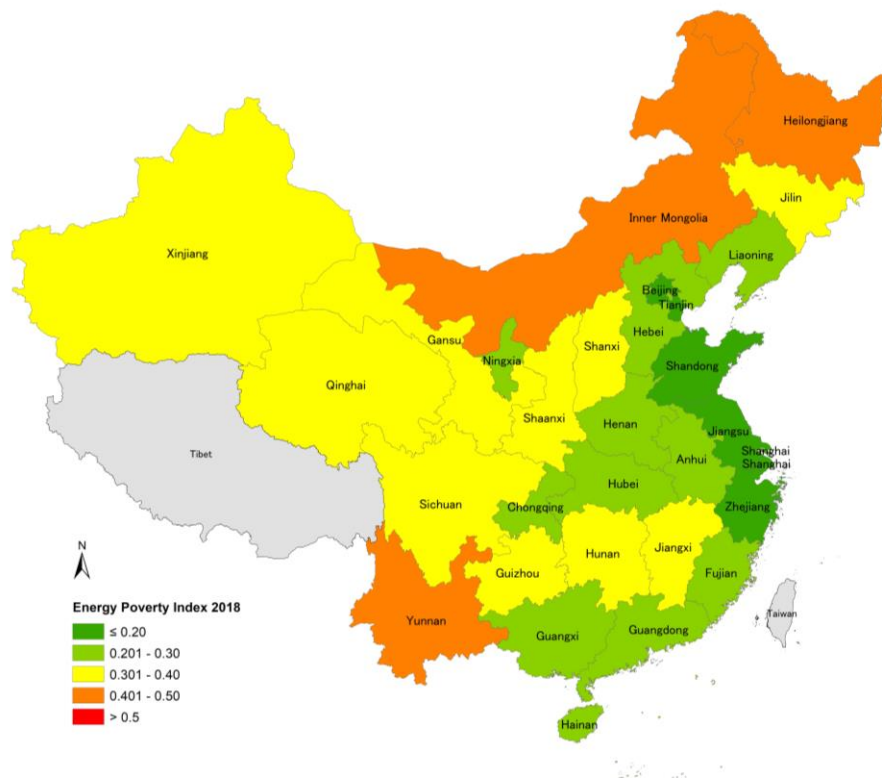 Heilongjiang
Jilin
Inner Mongolia
Xinjiang
Liaoning
Beijing
Tianjin
Gansu
Hebei
Ningxia
Shanxi
Shandong
Qinghai
Shaanxi
Henan
Jiangsu
Tibet
Shanghai
Anhui
Shanghai
Hubei
Sichuan
Chongqing
Zhejiang
Hunan
Jiangxi
N
Guizhou
Fujian
Energy Poverty Index 2018
Taiwan
Yunnan
≤ 0.20
Guangxi
Guangdong
0.201 - 0.30
0.301 - 0.40
0.401 - 0.50
> 0.5
Hainan